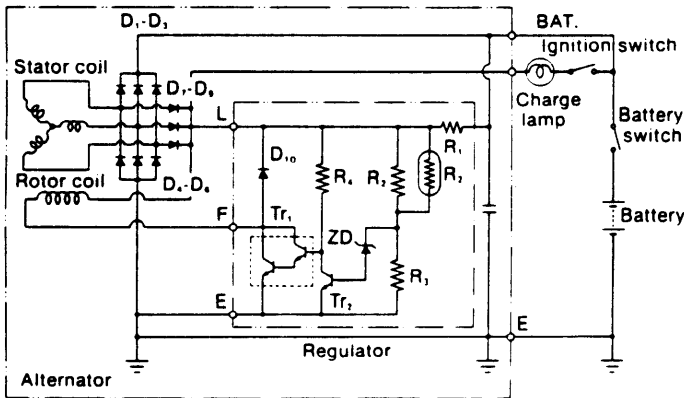 D₁-D₃
BAT.
Ignition switch
Stator coil
D₇-D₉
Charge lamp
L
Battery switch
R₁
D₁₀
R₄
R₂
R₂
D₄-D₆
Rotor coil
F
Tr₁
ZD
Battery
R₃
E
Tr₂
E
Regulator
Alternator